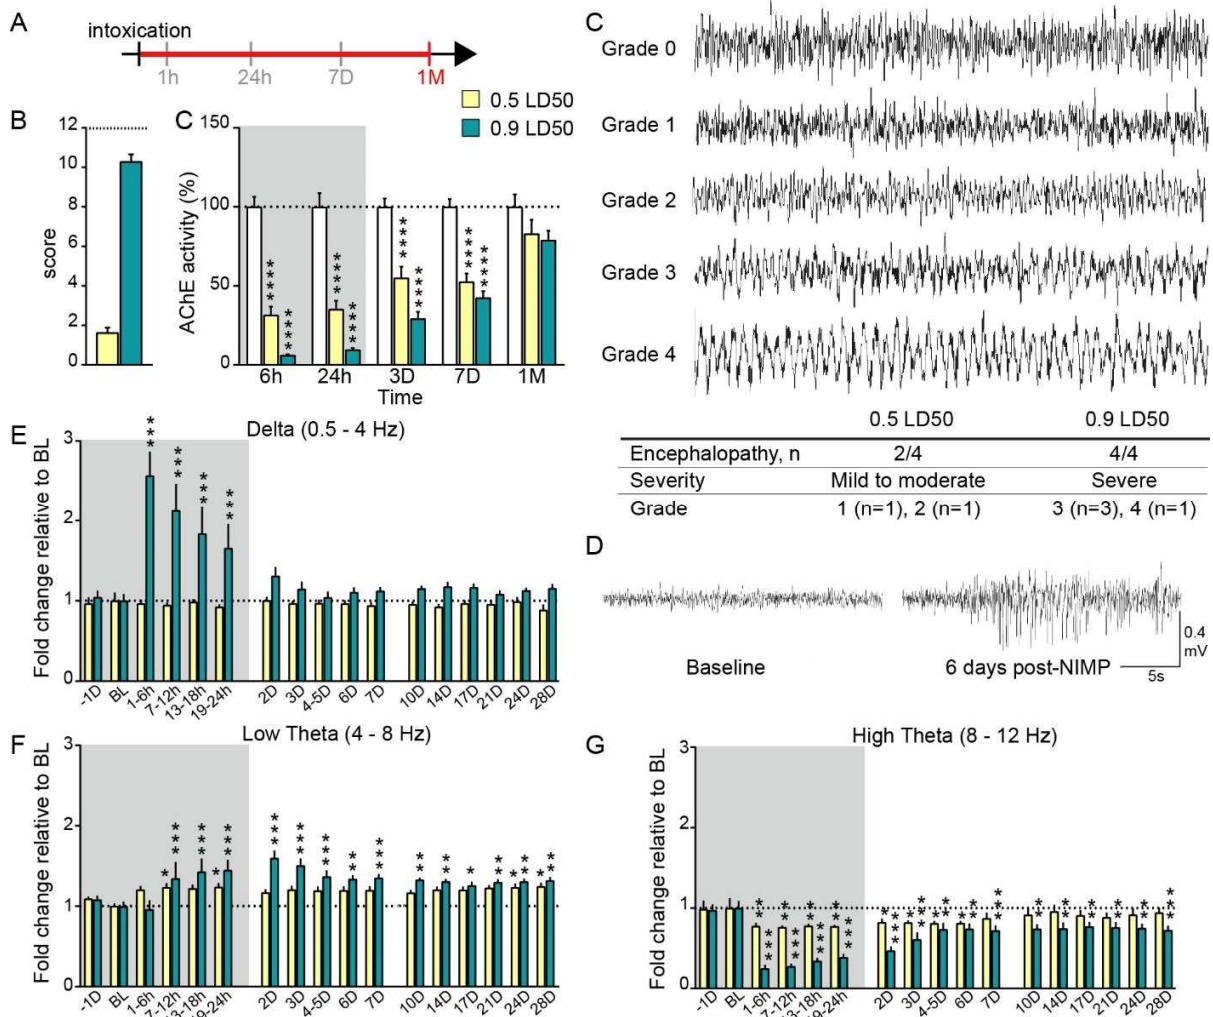 A
intoxication
1h 24h 7D 1M
0.5 LD50
0.9 LD50
B
score
12
10
8
6
4
2
0
C
AChE activity (%)
150
100
50
0
**** **** **** **** **** **** **** ****
6h 24h 3D 7D 1M
Time
C
Grade 0
Grade 1
Grade 2
Grade 3
Grade 4
0.5 LD50 0.9 LD50
Encephalopathy, n 2/4 4/4
Severity Mild to moderate Severe
Grade 1 (n=1), 2 (n=1) 3 (n=3), 4 (n=1)
D
Baseline
6 days post-NIMP
0.4
mV
5s
E
Delta (0.5 - 4 Hz)
Fold change relative to BL
3
2
1
0
*** *** *** ***
-1D BL 1-6h 7-12h 13-18h 19-24h 2D 3D 4-5D 6D 7D 10D 14D 17D 21D 24D 28D
F
Low Theta (4 - 8 Hz)
Fold change relative to BL
3
2
1
0
* *** *** * *** *** *** *** ** *** ** ** * ** * ** * **
-1D BL 1-6h 7-12h 13-18h 19-24h 2D 3D 4-5D 6D 7D 10D 14D 17D 21D 24D 28D
G
High Theta (8 - 12 Hz)
Fold change relative to BL
3
2
1
0
-1D BL 1-6h 7-12h 13-18h 19-24h 2D 3D 4-5D 6D 7D 10D 14D 17D 21D 24D 28D